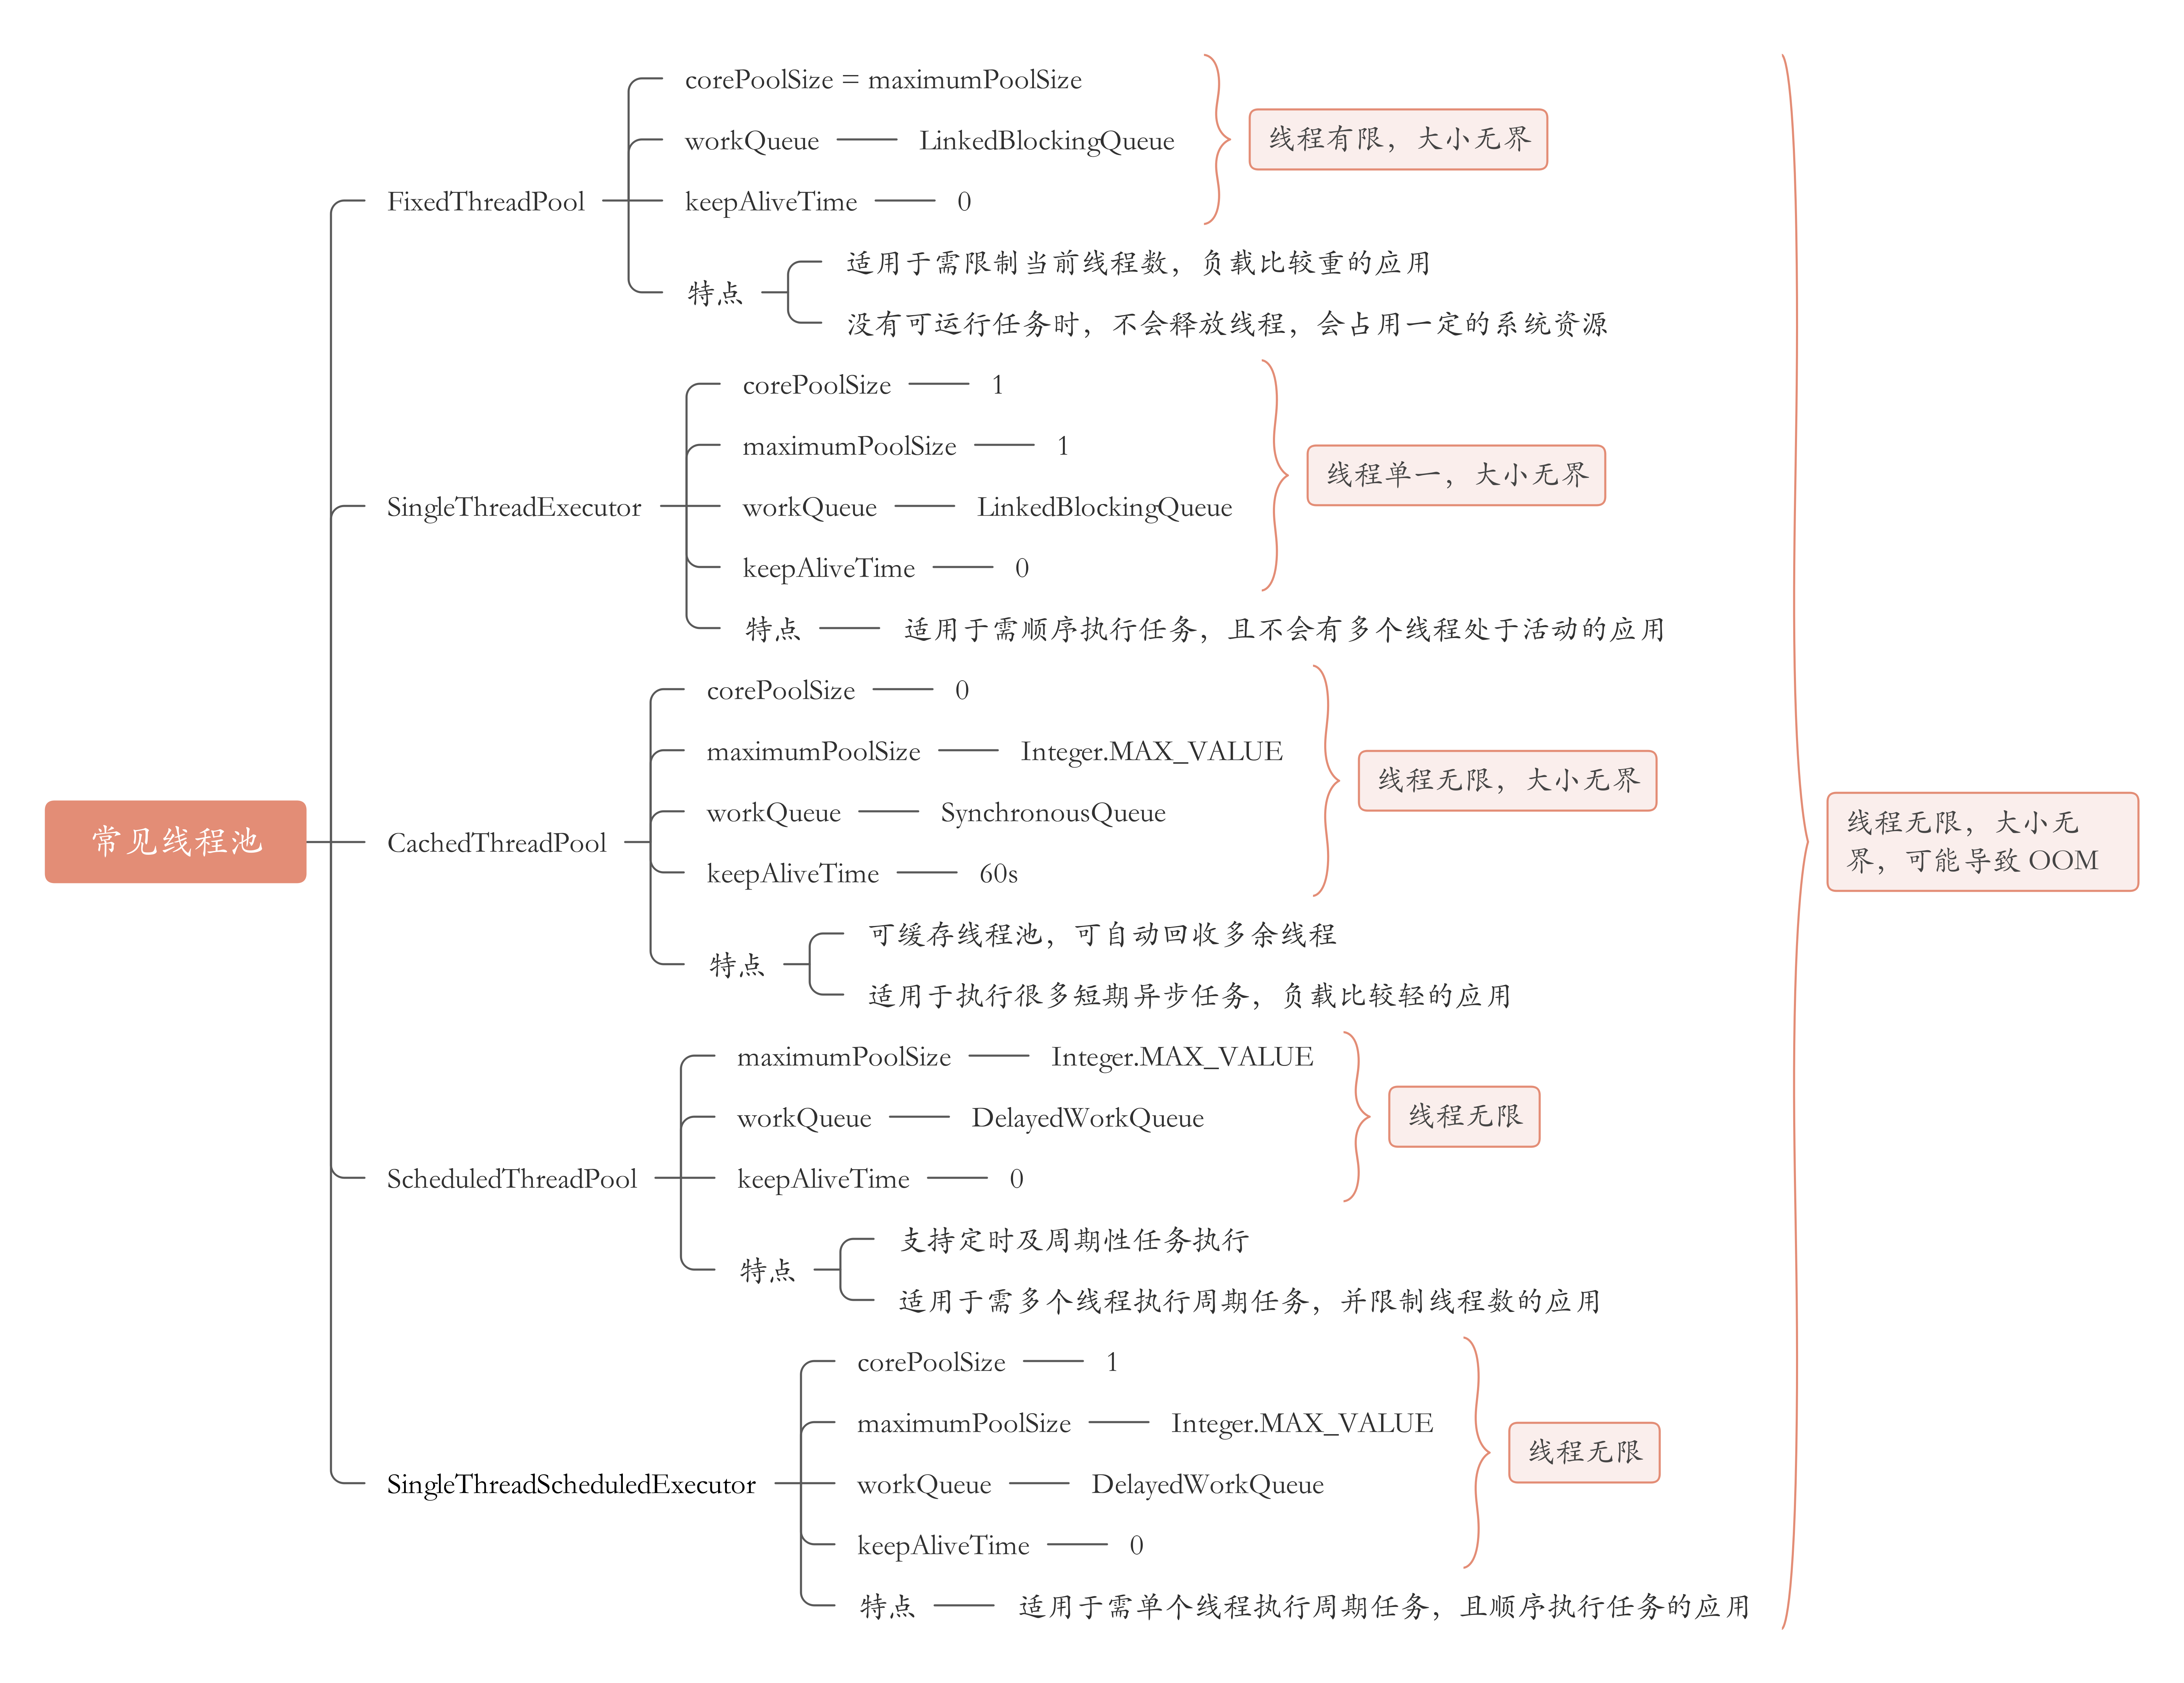 常见线程池
FixedThreadPool
corePoolSize = maximumPoolSize
workQueue
LinkedBlockingQueue
keepAliveTime
0
线程有限，大小无界
特点
适用于需限制当前线程数，负载比较重的应用
没有可运行任务时，不会释放线程，会占用一定的系统资源
SingleThreadExecutor
corePoolSize
1
maximumPoolSize
1
workQueue
LinkedBlockingQueue
keepAliveTime
0
线程单一，大小无界
特点
适用于需顺序执行任务，且不会有多个线程处于活动的应用
CachedThreadPool
corePoolSize
0
maximumPoolSize
Integer.MAX_VALUE
workQueue
SynchronousQueue
keepAliveTime
60s
线程无限，大小无界
特点
可缓存线程池，可自动回收多余线程
适用于执行很多短期异步任务，负载比较轻的应用
ScheduledThreadPool
maximumPoolSize
Integer.MAX_VALUE
workQueue
DelayedWorkQueue
keepAliveTime
0
线程无限
特点
支持定时及周期性任务执行
适用于需多个线程执行周期任务，并限制线程数的应用
SingleThreadScheduledExecutor
corePoolSize
1
maximumPoolSize
Integer.MAX_VALUE
workQueue
DelayedWorkQueue
keepAliveTime
0
线程无限
特点
适用于需单个线程执行周期任务，且顺序执行任务的应用
线程无限，大小无
界，可能导致 OOM